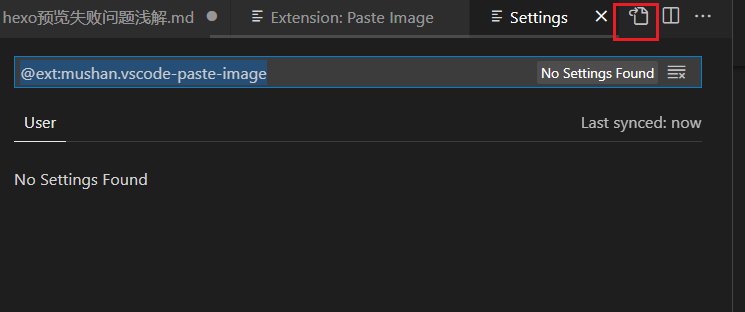 hexo预览失败问题浅解.md
Extension: Paste Image
Settings
@ext:mushan.vscode-paste-image
No Settings Found
User
Last synced: now
No Settings Found